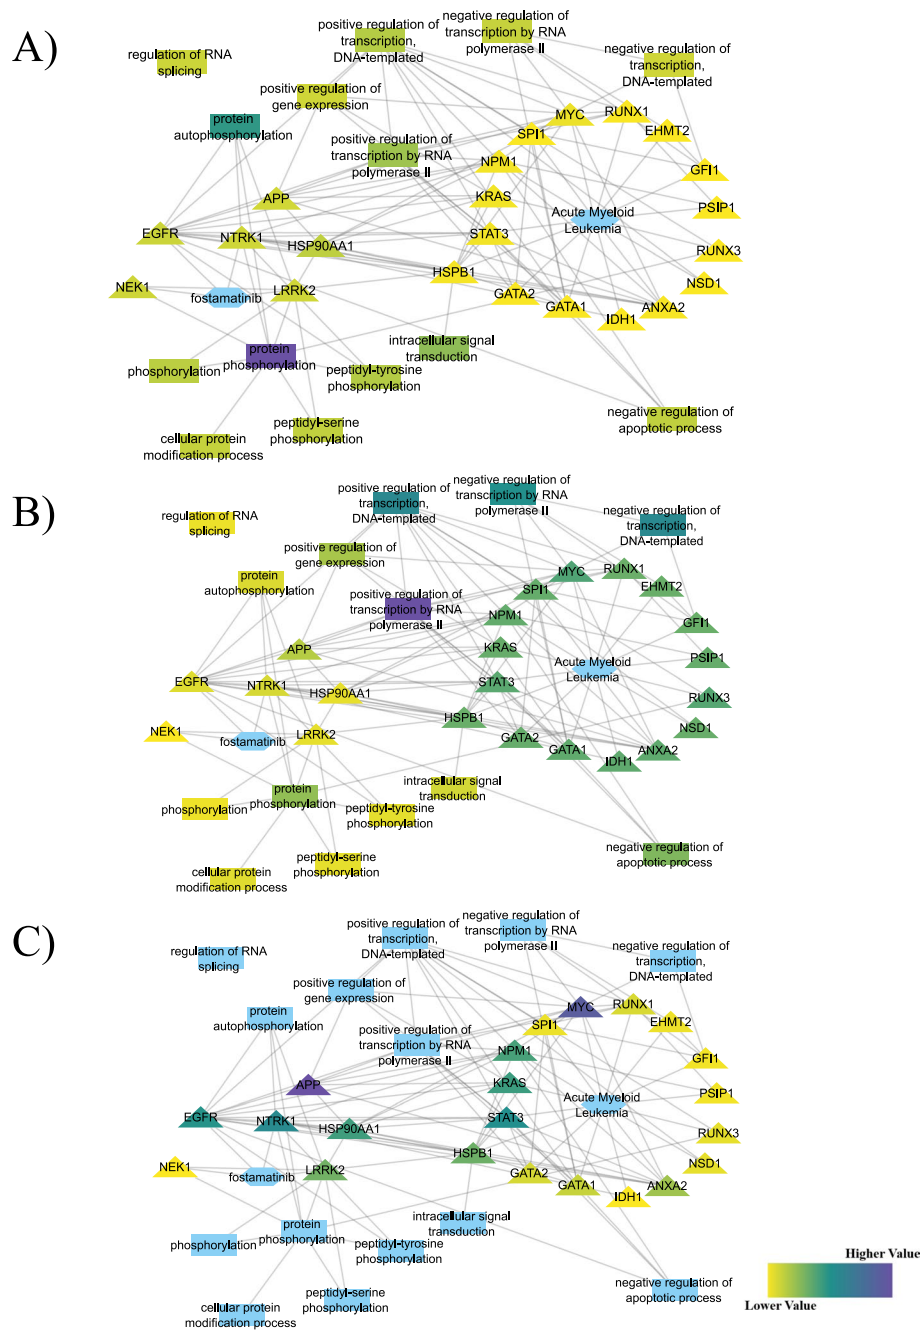 A)
regulation of RNA
splicing
positive regulation of
transcription,
DNA-templated
negative regulation of
transcription by RNA
polymerase II
negative regulation of
transcription,
DNA-templated
positive regulation of
gene expression
protein
autophosphorylation
positive regulation of
transcription by RNA
polymerase II
MYC
RUNX1
SPI1
EHMT2
NPM1
GFI1
APP
KRAS
PSIP1
Acute Myeloid
Leukemia
EGFR
NTRK1
HSP90AA1
STAT3
RUNX3
HSPB1
NSD1
NEK1
fostamatinib
LRRK2
GATA2
GATA1
IDH1
ANXA2
intracellular signal
transduction
phosphorylation
protein
phosphorylation
peptidyl-tyrosine
phosphorylation
negative regulation of
apoptotic process
cellular protein
modification process
peptidyl-serine
phosphorylation
B)
regulation of RNA
splicing
positive regulation of
transcription,
DNA-templated
negative regulation of
transcription by RNA
polymerase II
negative regulation of
transcription,
DNA-templated
positive regulation of
gene expression
protein
autophosphorylation
positive regulation of
transcription by RNA
polymerase II
MYC
RUNX1
SPI1
EHMT2
NPM1
GFI1
APP
KRAS
PSIP1
Acute Myeloid
Leukemia
EGFR
NTRK1
HSP90AA1
STAT3
RUNX3
HSPB1
NSD1
NEK1
fostamatinib
LRRK2
GATA2
GATA1
IDH1
ANXA2
intracellular signal
transduction
phosphorylation
protein
phosphorylation
peptidyl-tyrosine
phosphorylation
negative regulation of
apoptotic process
cellular protein
modification process
peptidyl-serine
phosphorylation
C)
regulation of RNA
splicing
positive regulation of
transcription,
DNA-templated
negative regulation of
transcription by RNA
polymerase II
negative regulation of
transcription,
DNA-templated
positive regulation of
gene expression
protein
autophosphorylation
positive regulation of
transcription by RNA
polymerase II
MYC
RUNX1
SPI1
EHMT2
NPM1
GFI1
APP
KRAS
PSIP1
Acute Myeloid
Leukemia
EGFR
NTRK1
HSP90AA1
STAT3
RUNX3
HSPB1
NSD1
NEK1
fostamatinib
LRRK2
GATA2
GATA1
IDH1
ANXA2
intracellular signal
transduction
phosphorylation
protein
phosphorylation
peptidyl-tyrosine
phosphorylation
negative regulation of
apoptotic process
cellular protein
modification process
peptidyl-serine
phosphorylation
Higher Value
Lower Value